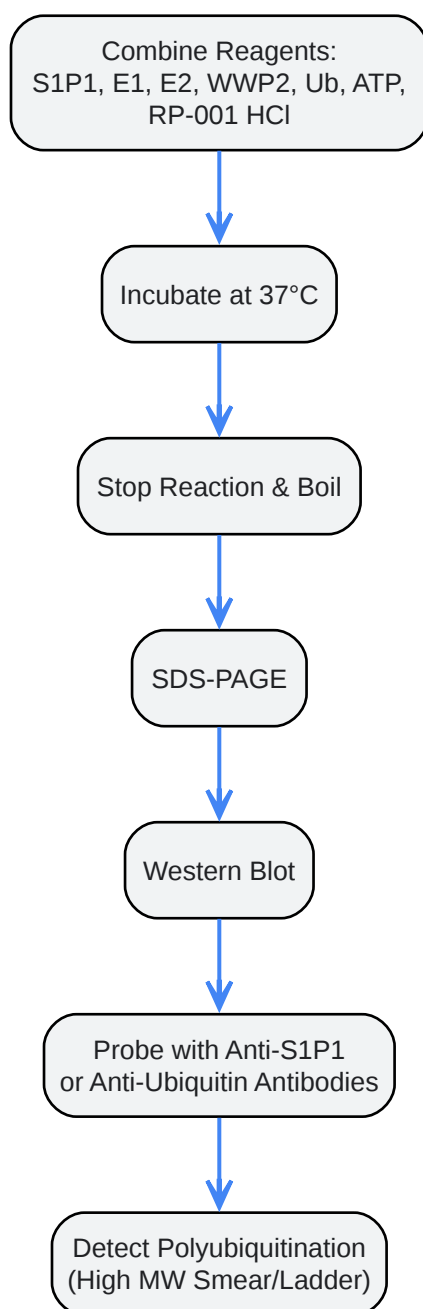 Combine Reagents:
S1P1, E1, E2, WWP2, Ub, ATP,
RP-001 HCl
Incubate at 37°C
Stop Reaction & Boil
SDS-PAGE
Western Blot
Probe with Anti-S1P1
or Anti-Ubiquitin Antibodies
Detect Polyubiquitination
(High MW Smear/Ladder)